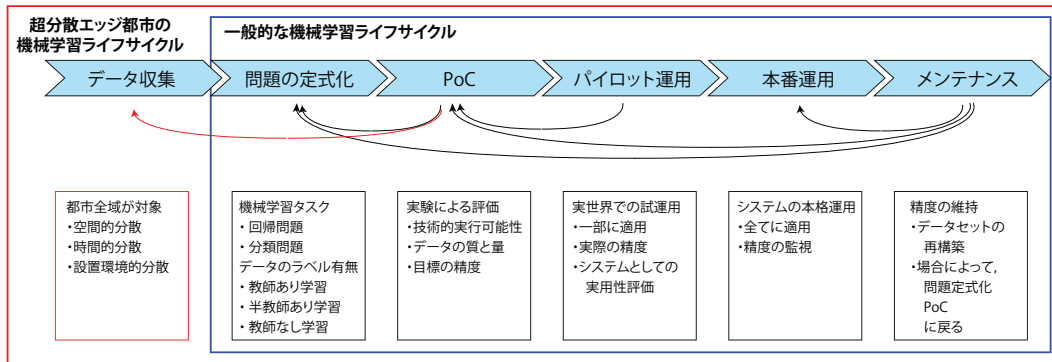 超分散エッジ都市の
機械学習ライフサイクル
一般的な機械学習ライフサイクル
データ収集
問題の定式化
PoC
パイロット運用
本番運用
メンテナンス
都市全域が対象
・空間的分散
・時間的分散
・設置環境的分散
機械学習タスク
・回帰問題
・分類問題
データのラベル有無
・教師あり学習
・半教師あり学習
・教師なし学習
実験による評価
・技術的実行可能性
・データの質と量
・目標の精度
実世界での試運用
・一部に適用
・実際の精度
・システムとしての
実用性評価
システムの本格運用
・全てに適用
・精度の監視
精度の維持
・データセットの
再構築
・場合によって,
問題定式化
PoC
に戻る